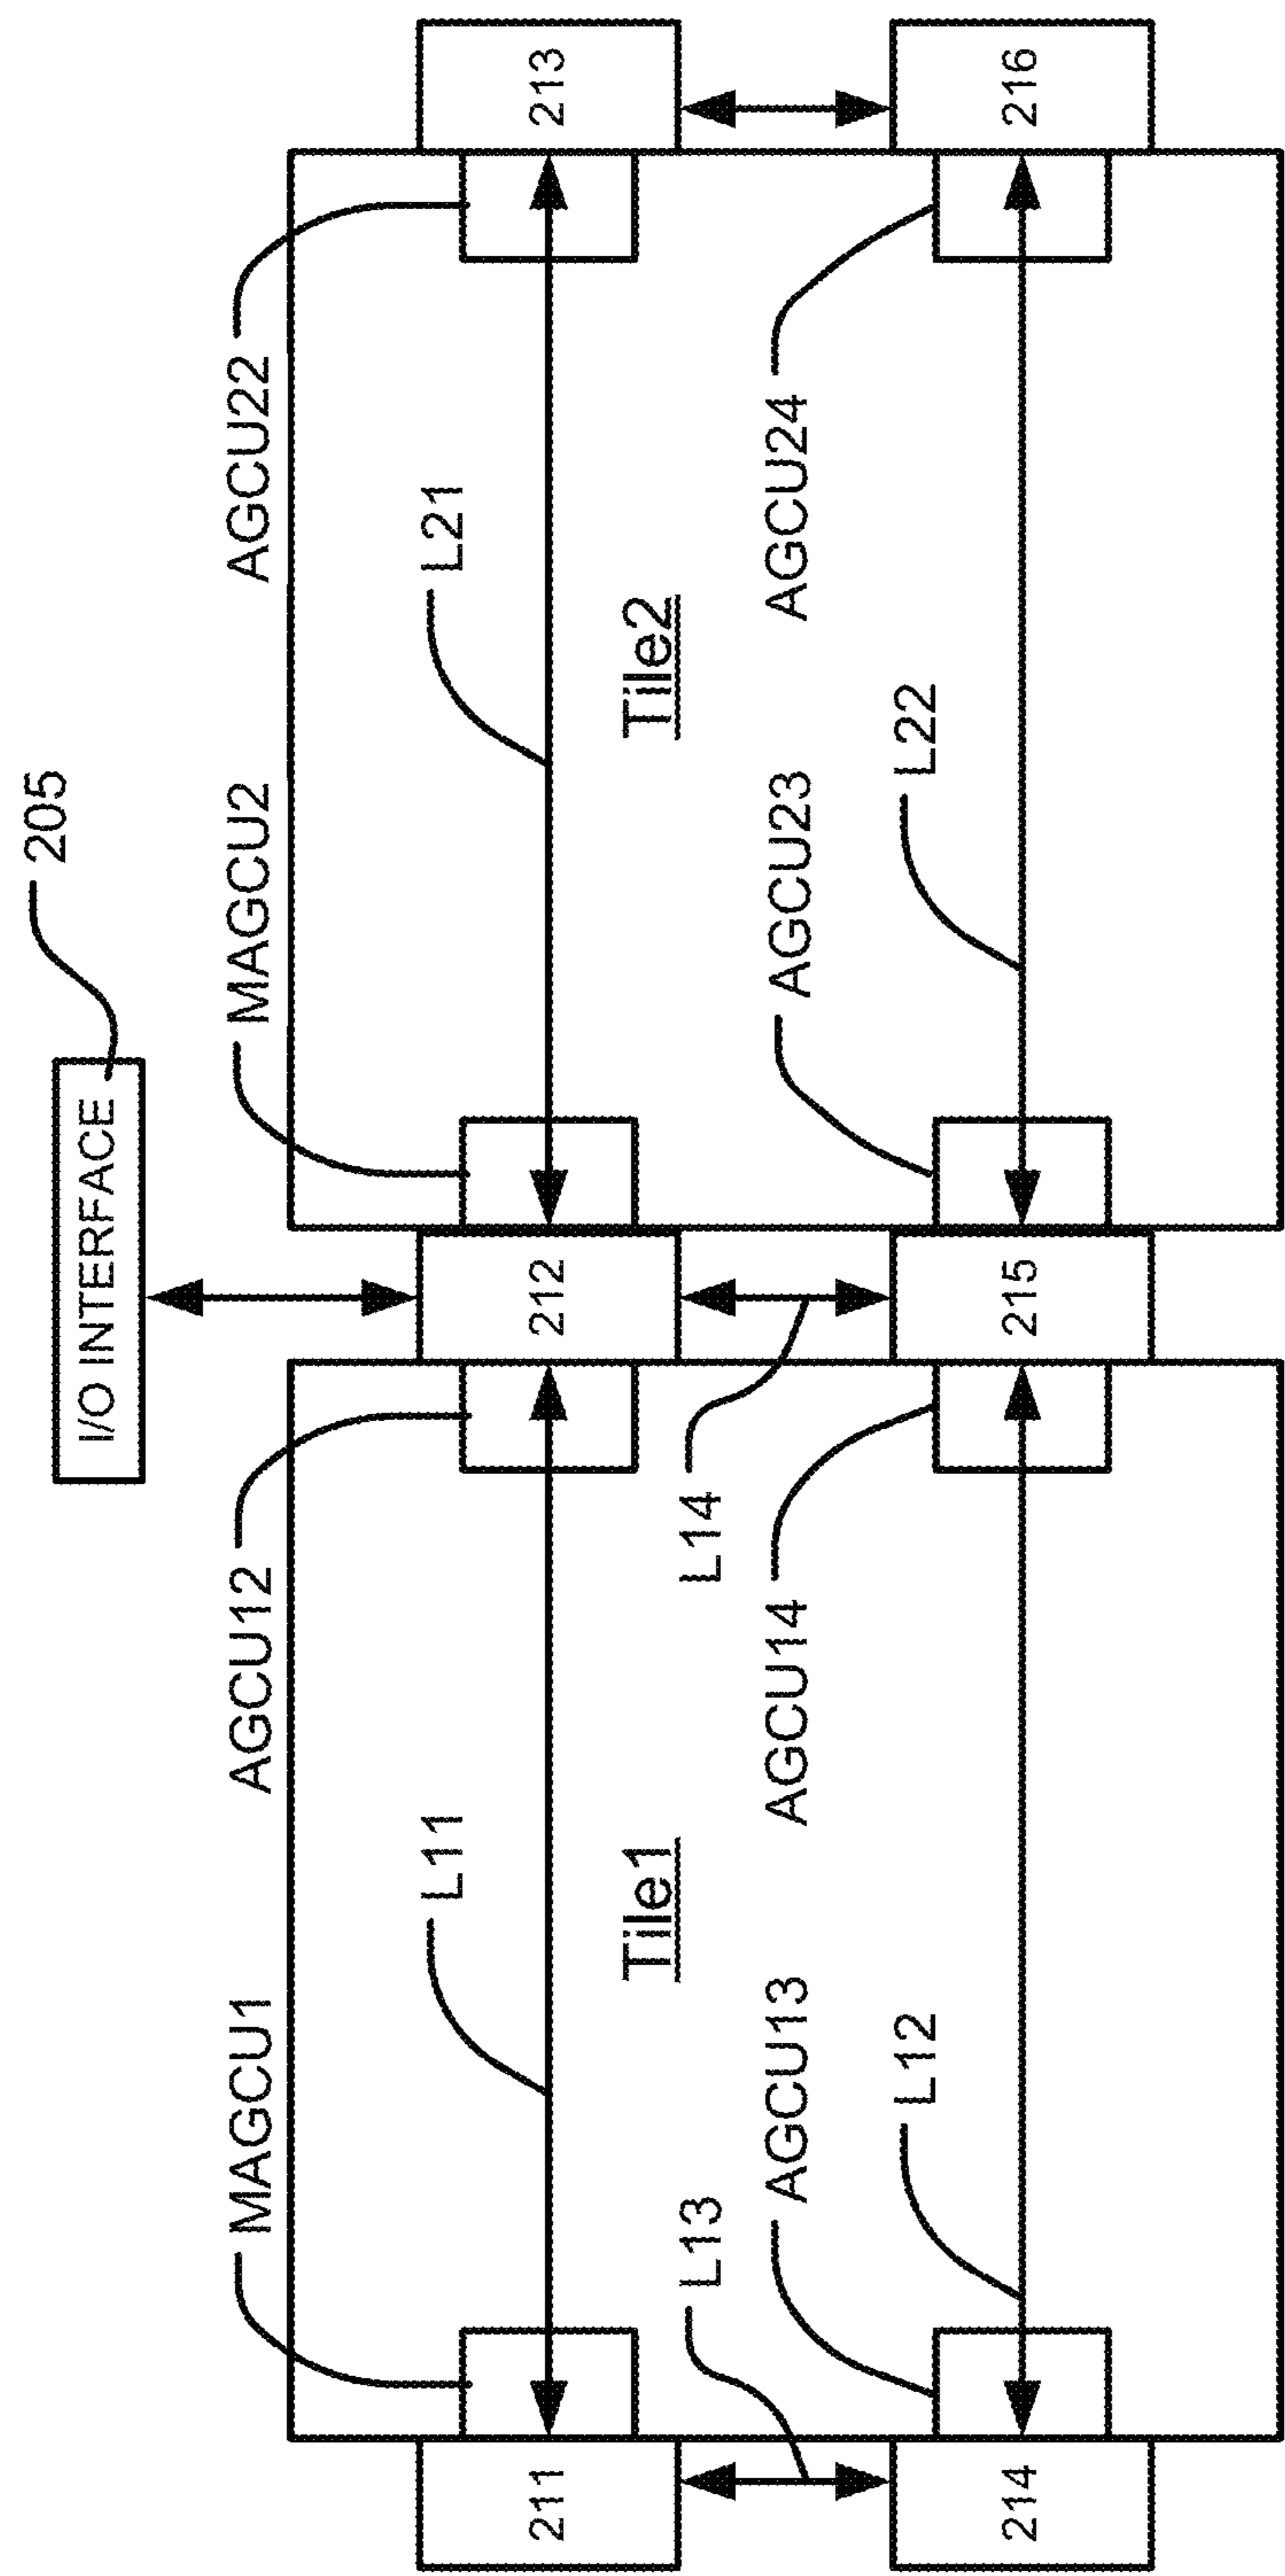 205
I/O INTERFACE
MAGCU1
AGCU12
MAGCU2
AGCU22
L11
L21
211
212
213
Tile1
Tile2
L13
L14
AGCU13
AGCU14
AGCU23
AGCU24
L12
L22
214
215
216